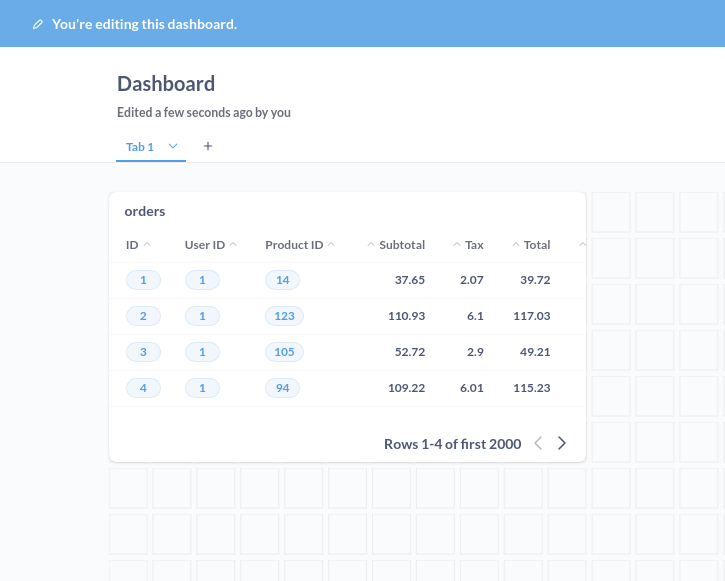 You're editing this dashboard.
Dashboard
Edited a few seconds ago by you
Tab 1
orders
ID User ID Product ID Subtotal Tax Total
1 1 14 37.65 2.07 39.72
2 1 123 110.93 6.1 117.03
3 1 105 52.72 2.9 49.21
4 1 94 109.22 6.01 115.23
Rows 1-4 of first 2000